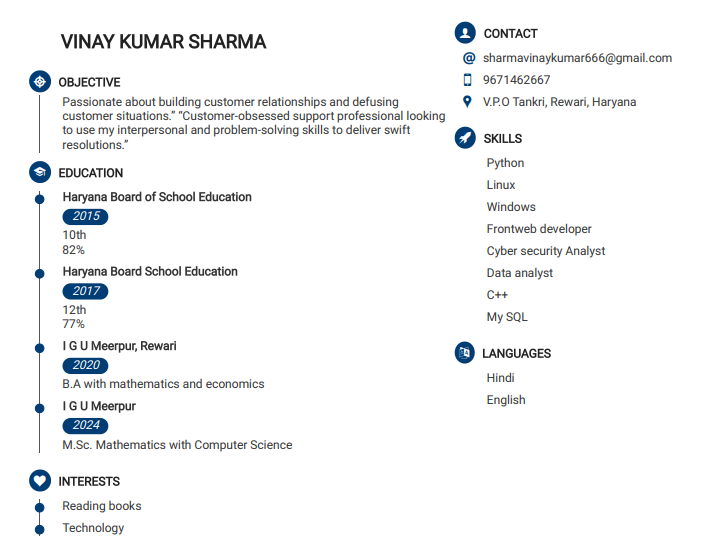 VINAY KUMAR SHARMA
OBJECTIVE
Passionate about building customer relationships and defusing
customer situations.” “Customer-obsessed support professional looking
to use my interpersonal and problem-solving skills to deliver swift
resolutions.”
EDUCATION
Haryana Board of School Education
2015
10th
82%
Haryana Board School Education
2017
12th
77%
I G U Meerpur, Rewari
2020
B.A with mathematics and economics
I G U Meerpur
2024
M.Sc. Mathematics with Computer Science
INTERESTS
Reading books
Technology
CONTACT
sharmavinaykumar666@gmail.com
9671462667
V.P.O Tankri, Rewari, Haryana
SKILLS
Python
Linux
Windows
Frontweb developer
Cyber security Analyst
Data analyst
C++
My SQL
LANGUAGES
Hindi
English